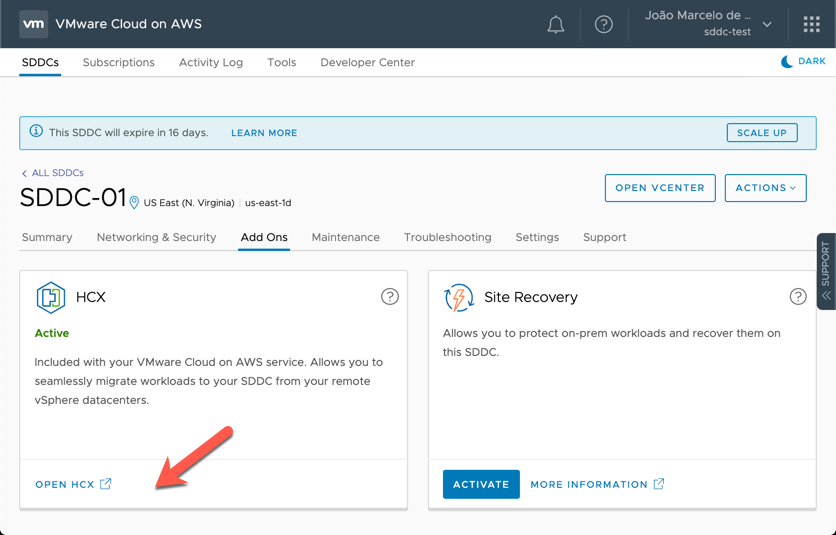 vm VMware Cloud on AWS
João Marcelo de ...
sddc-test
SDDCs Subscriptions Activity Log Tools Developer Center DARK
This SDDC will expire in 16 days. LEARN MORE SCALE UP
ALL SDDCs
SDDC-01 US East (N. Virginia) us-east-1d
OPEN VCENTER ACTIONS
Summary Networking & Security Add Ons Maintenance Troubleshooting Settings Support
SUPPORT
HCX ?
Active
Included with your VMware Cloud on AWS service. Allows you to
seamlessly migrate workloads to your SDDC from your remote
vSphere datacenters.
OPEN HCX
Site Recovery ?
Allows you to protect on-prem workloads and recover them on
this SDDC.
ACTIVATE MORE INFORMATION